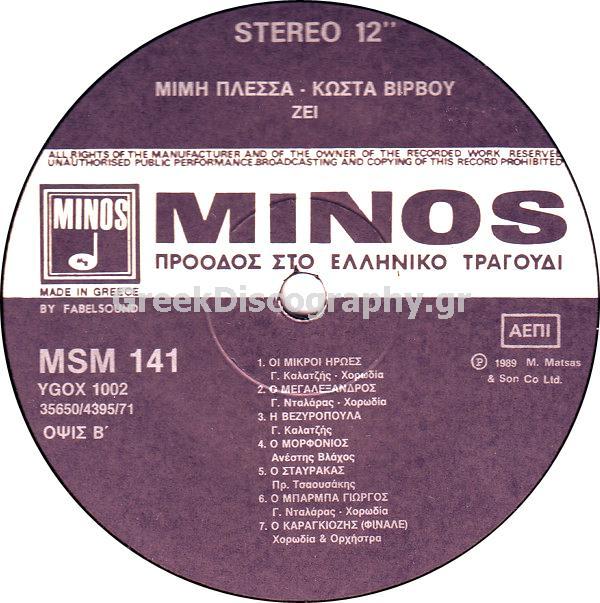 STEREO 12''
ΜΙΜΗ ΠΛΕΣΣΑ - ΚΩΣΤΑ ΒΙΡΒΟΥ
ΖΕΙ
ALL RIGHTS OF THE MANUFACTURER AND OF THE OWNER OF THE RECORDED WORK RESERVED
UNAUTHORISED PUBLIC PERFORMANCE.BROADCASTING AND COPYING OF THIS RECORD PROHIBITED
MINOS
MINOS
ΠΡΟΟΔΟΣ ΣΤΟ ΕΛΛΗΝΙΚΟ ΤΡΑΓΟΥΔΙ
MADE IN GREECE
BY FABELSOUND
GreekDiscography.gr
ΑΕΠΙ
MSM 141
YGOX 1002
35650/4395/71
ΟΨΙΣ Β΄
1. ΟΙ ΜΙΚΡΟΙ ΗΡΩΕΣ
Γ. Καλατζής - Χορωδία
2. Ο ΜΕΓΑΛΕΞΑΝΔΡΟΣ
Γ. Νταλάρας - Χορωδία
3. Η ΒΕΖΥΡΟΠΟΥΛΑ
Γ. Καλατζής
4. Ο ΜΟΡΦΟΝΙΟΣ
Ανέστης Βλάχος
5. Ο ΣΤΑΥΡΑΚΑΣ
Πρ. Τσαουσάκης
6. Ο ΜΠΑΡΜΠΑ ΓΙΩΡΓΟΣ
Γ. Νταλάρας - Χορωδία
7. Ο ΚΑΡΑΓΚΙΟΖΗΣ (ΦΙΝΑΛΕ)
Χορωδία & Ορχήστρα
Ⓟ 1989 M. Matsas
& Son Co Ltd.